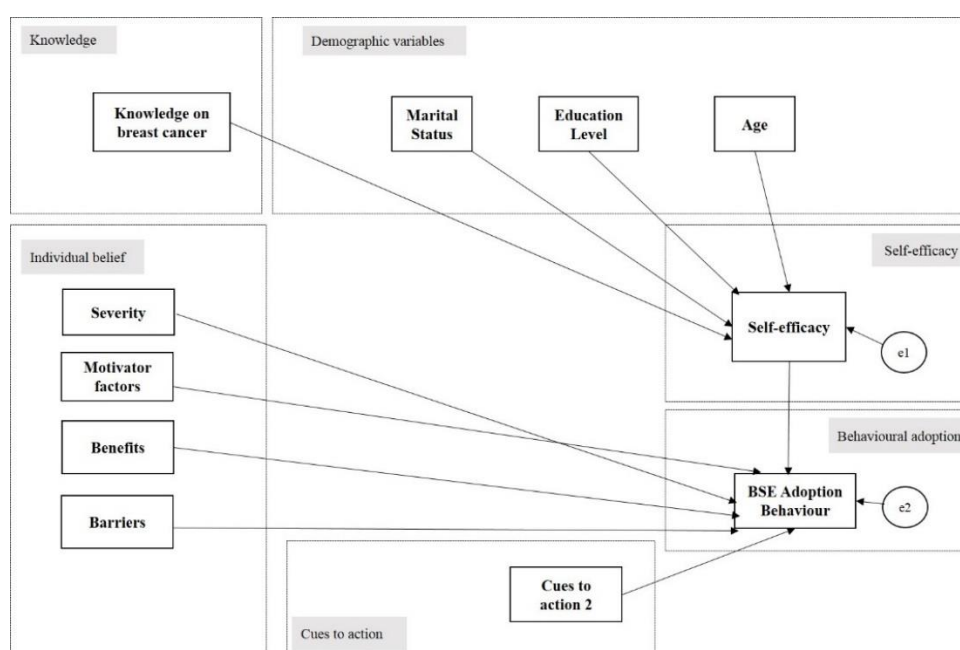 Knowledge
Demographic variables
Knowledge on
breast cancer
Marital
Status
Education
Level
Age
Individual belief
Self-efficacy
Severity
Self-efficacy
e1
Motivator
factors
Benefits
Behavioural adoption
Barriers
BSE Adoption
Behaviour
e2
Cues to
action 2
Cues to action